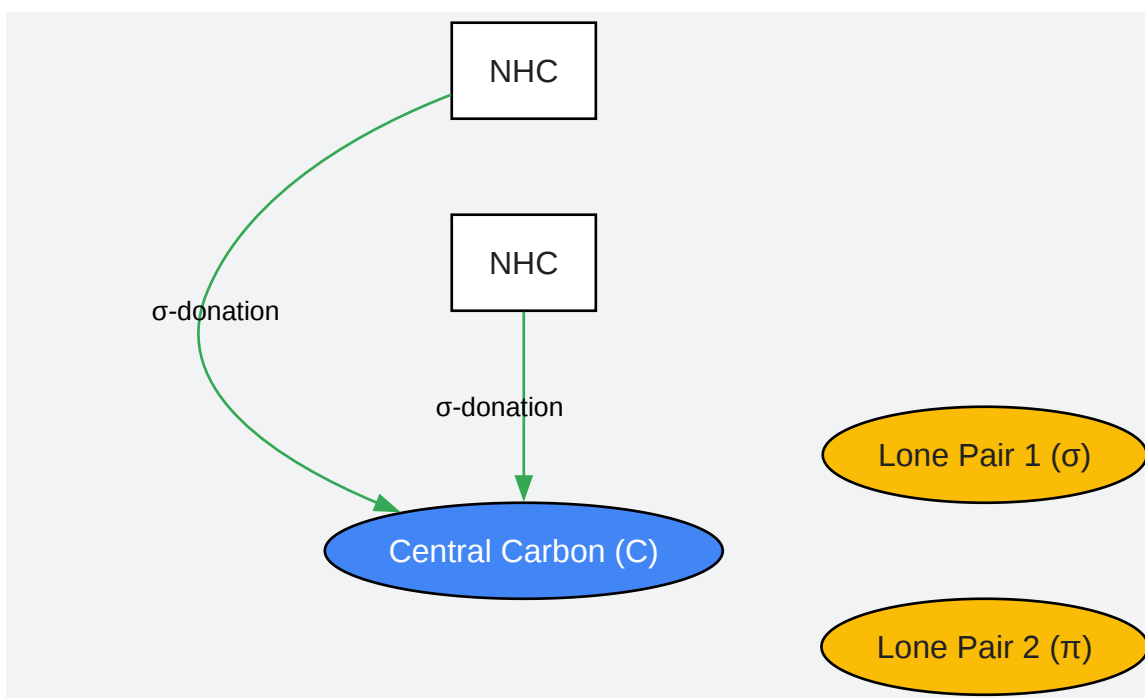 NHC
NHC
σ-donation
σ-donation
Lone Pair 1 (σ)
Central Carbon (C)
Lone Pair 2 (π)